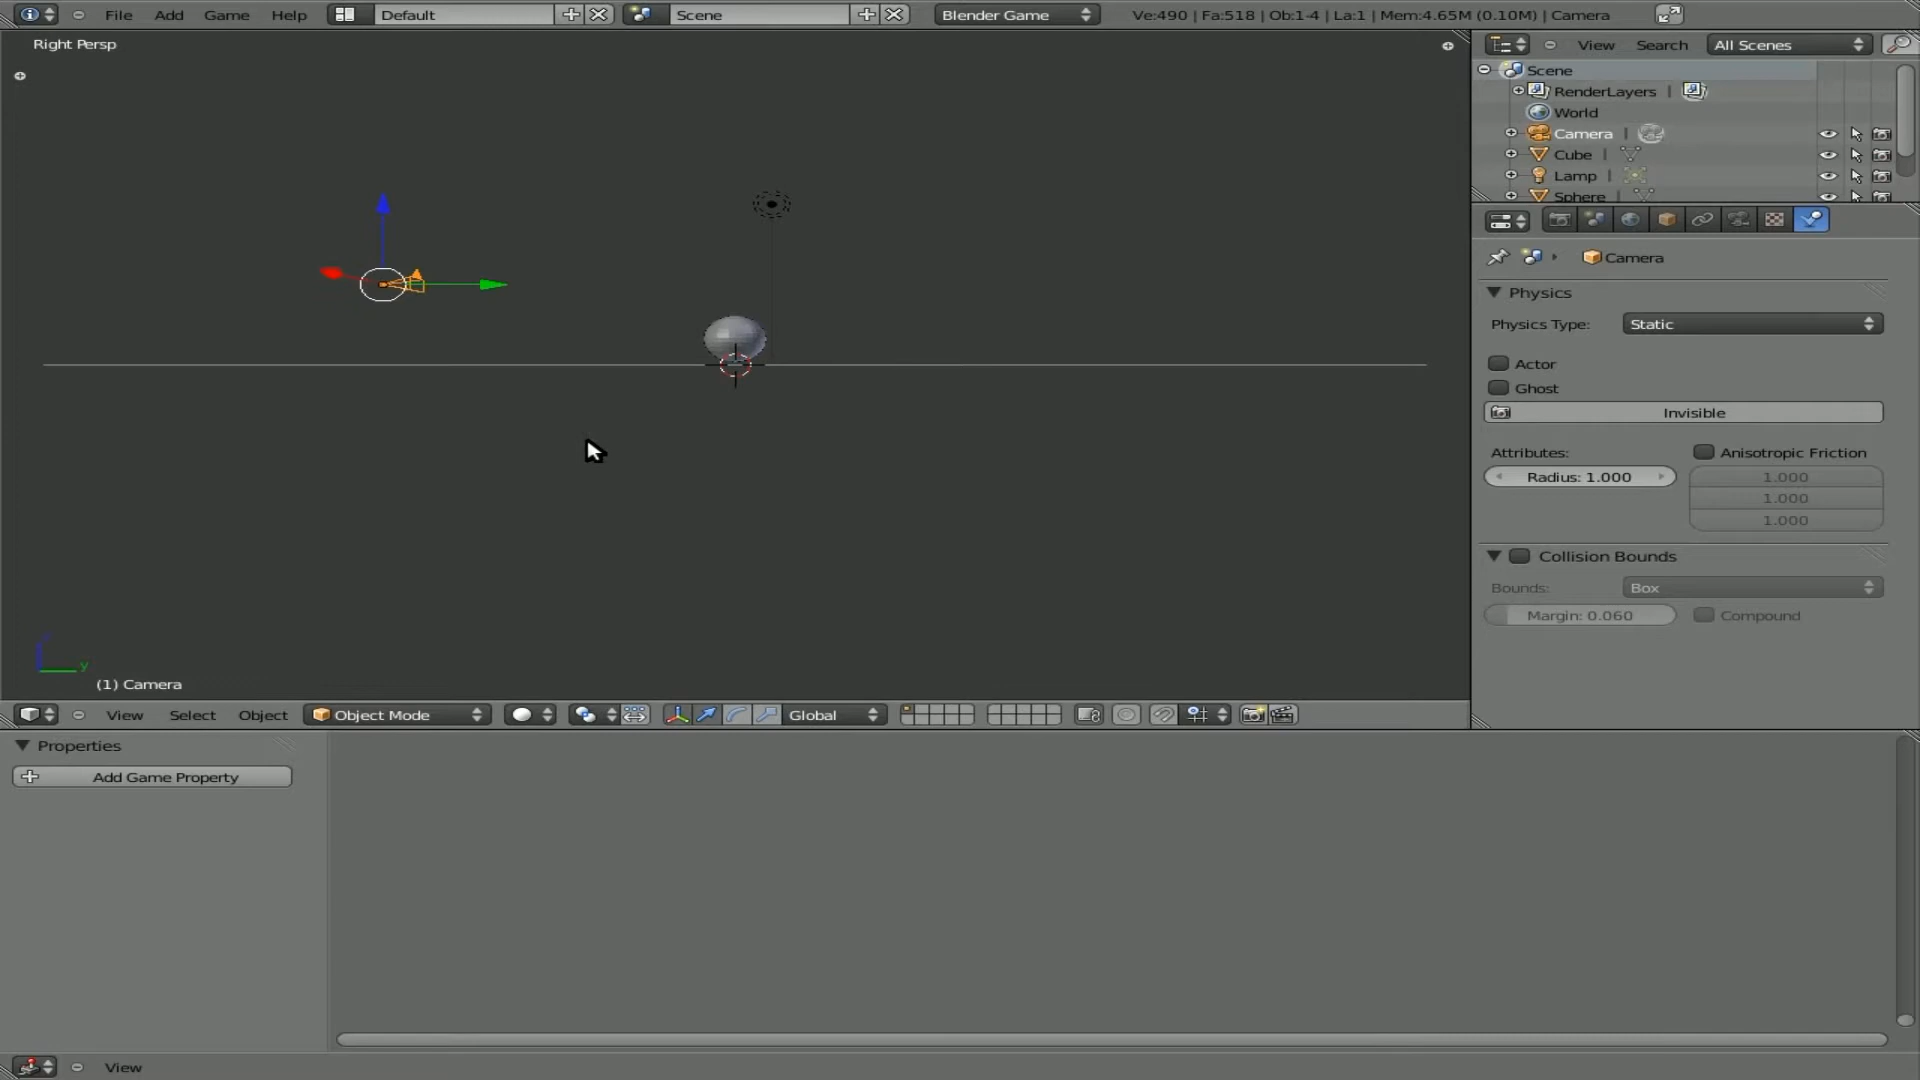 File Add Game Help Default Scene Blender Game Ve:490 | Fa:518 | Ob:1-4 | La:1 | Mem:4.65M (0.10M) | Camera
Right Persp
View Search All Scenes
Scene
RenderLayers |
World
Camera |
Cube |
Lamp |
Sphere |
Camera
Physics
Physics Type: Static
Actor
Ghost
Invisible
Attributes: Anisotropic Friction
Radius: 1.000 1.000
1.000
1.000
Collision Bounds
Bounds: Box
Margin: 0.060 Compound
y
(1) Camera
View Select Object Object Mode Global
Properties
Add Game Property
View